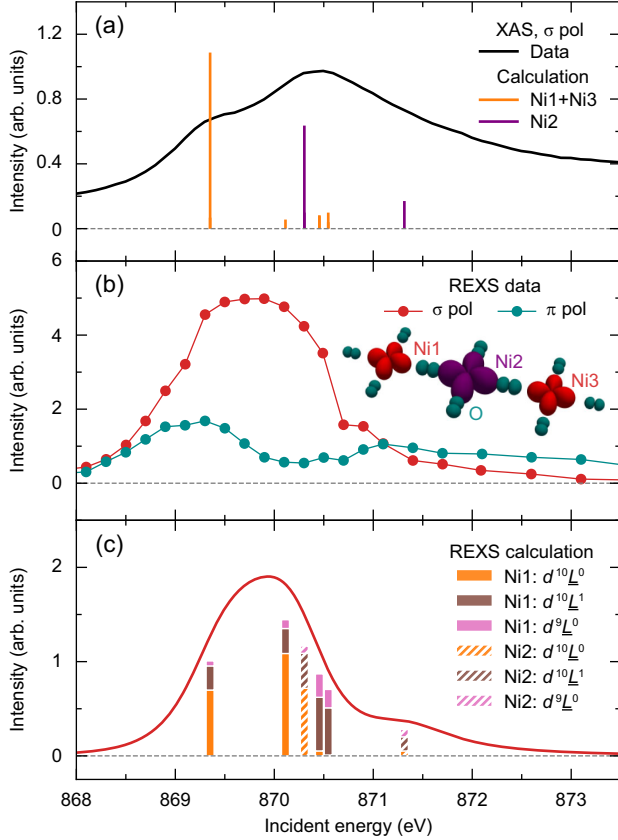 (a)
XAS, σ pol
Data
Calculation
Ni1+Ni3
Ni2
Intensity (arb. units)
1.2
0.8
0.4
0
(b)
REXS data
σ pol
π pol
Ni1
Ni2
Ni3
O
Intensity (arb. units)
6
4
2
0
(c)
REXS calculation
Ni1: d¹⁰L⁰
Ni1: d¹⁰L¹
Ni1: d⁹L⁰
Ni2: d¹⁰L⁰
Ni2: d¹⁰L¹
Ni2: d⁹L⁰
Intensity (arb. units)
2
1
0
868 869 870 871 872 873
Incident energy (eV)